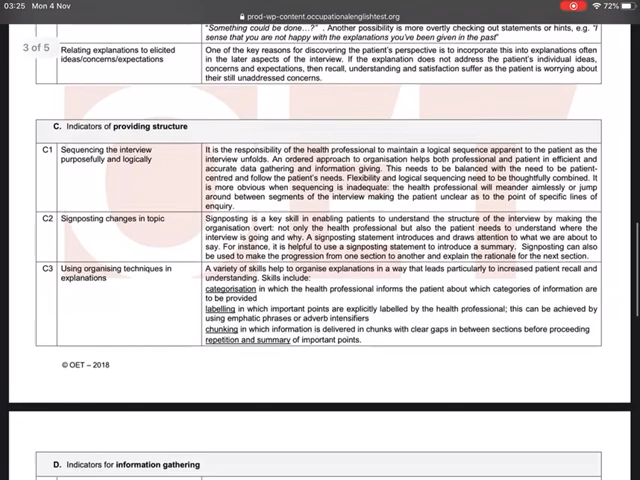 03:25 Mon 4 Nov
72%
prod-wp-content.occupationalenglishtest.org
3 of 5
"Something could be done...?" . Another possibility is more overtly checking out statements or hints, e.g. "I
sense that you are not happy with the explanations you've been given in the past"
Relating explanations to elicited
ideas/concerns/expectations
One of the key reasons for discovering the patient's perspective is to incorporate this into explanations often
in the later aspects of the interview. If the explanation does not address the patient's individual ideas,
concerns and expectations, then recall, understanding and satisfaction suffer as the patient is worrying about
their still unaddressed concerns.
C. Indicators of providing structure
C1 Sequencing the interview
purposefully and logically
It is the responsibility of the health professional to maintain a logical sequence apparent to the patient as the
interview unfolds. An ordered approach to organisation helps both professional and patient in efficient and
accurate data gathering and information giving. This needs to be balanced with the need to be patient-
centred and follow the patient's needs. Flexibility and logical sequencing need to be thoughtfully combined. It
is more obvious when sequencing is inadequate: the health professional will meander aimlessly or jump
around between segments of the interview making the patient unclear as to the point of specific lines of
enquiry.
C2 Signposting changes in topic
Signposting is a key skill in enabling patients to understand the structure of the interview by making the
organisation overt: not only the health professional but also the patient needs to understand where the
interview is going and why. A signposting statement introduces and draws attention to what we are about to
say. For instance, it is helpful to use a signposting statement to introduce a summary. Signposting can also
be used to make the progression from one section to another and explain the rationale for the next section.
C3 Using organising techniques in
explanations
A variety of skills help to organise explanations in a way that leads particularly to increased patient recall and
understanding. Skills include:
categorisation in which the health professional informs the patient about which categories of information are
to be provided
labelling in which important points are explicitly labelled by the health professional; this can be achieved by
using emphatic phrases or adverb intensifiers
chunking in which information is delivered in chunks with clear gaps in between sections before proceeding
repetition and summary of important points.
© OET – 2018
D. Indicators for information gathering